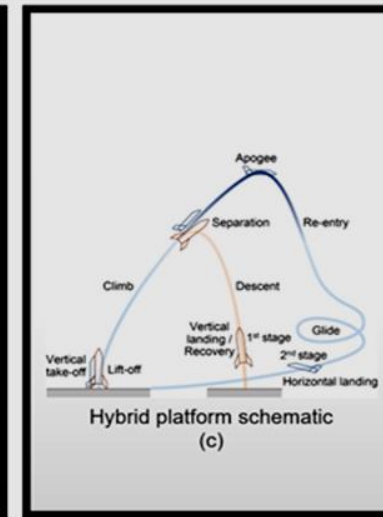 Apogee
Separation
Re-entry
Climb
Descent
Vertical
landing /
Recovery
1st stage
Glide
2nd stage
Vertical
take-off
Lift-off
Horizontal landing
Hybrid platform schematic
(c)